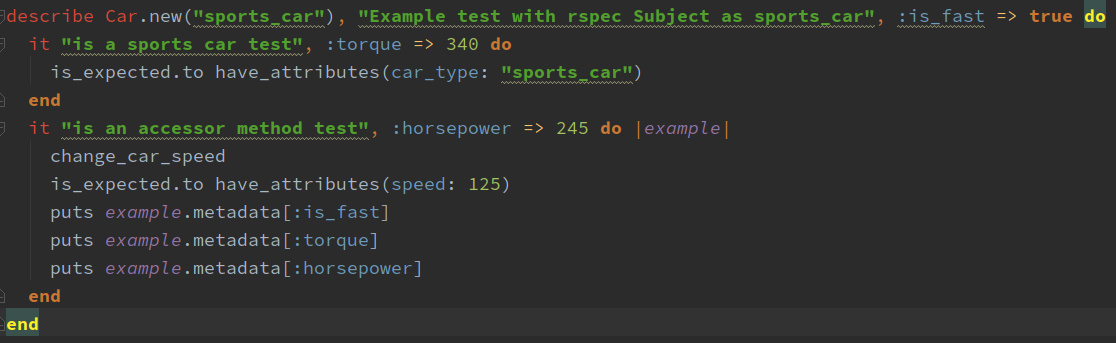 describe Car.new("sports_car"), "Example test with rspec Subject as sports_car", :is_fast => true do
  it "is a sports car test", :torque => 340 do
    is_expected.to have_attributes(car_type: "sports_car")
  end
  it "is an accessor method test", :horsepower => 245 do |example|
    change_car_speed
    is_expected.to have_attributes(speed: 125)
    puts example.metadata[:is_fast]
    puts example.metadata[:torque]
    puts example.metadata[:horsepower]
  end
end